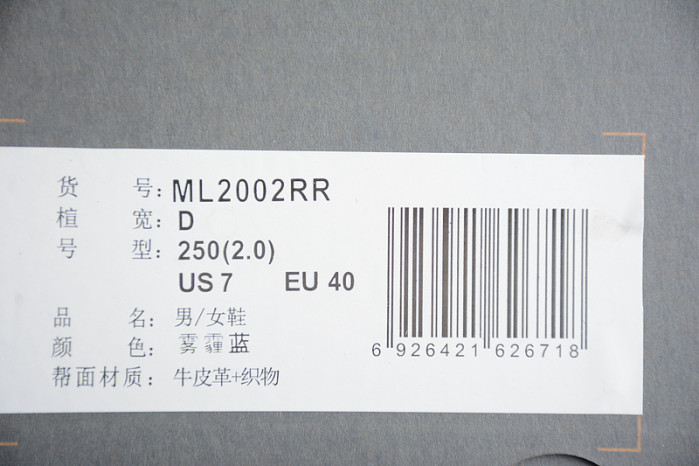 货 号: ML2002RR
楦 宽: D
号 型: 250(2.0)
US 7 EU 40
品 名: 男/女鞋
颜 色: 雾霾蓝
帮面材质: 牛皮革+织物
6 926421 626718